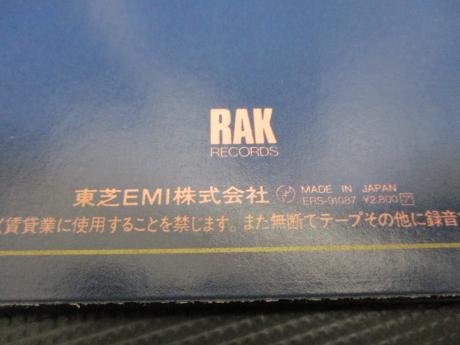 RAK
RECORDS
東芝EMI株式会社 MADE IN JAPAN
ERS-91087 ¥2,800
賃貸業に使用することを禁じます。また無断でテープその他に録音す